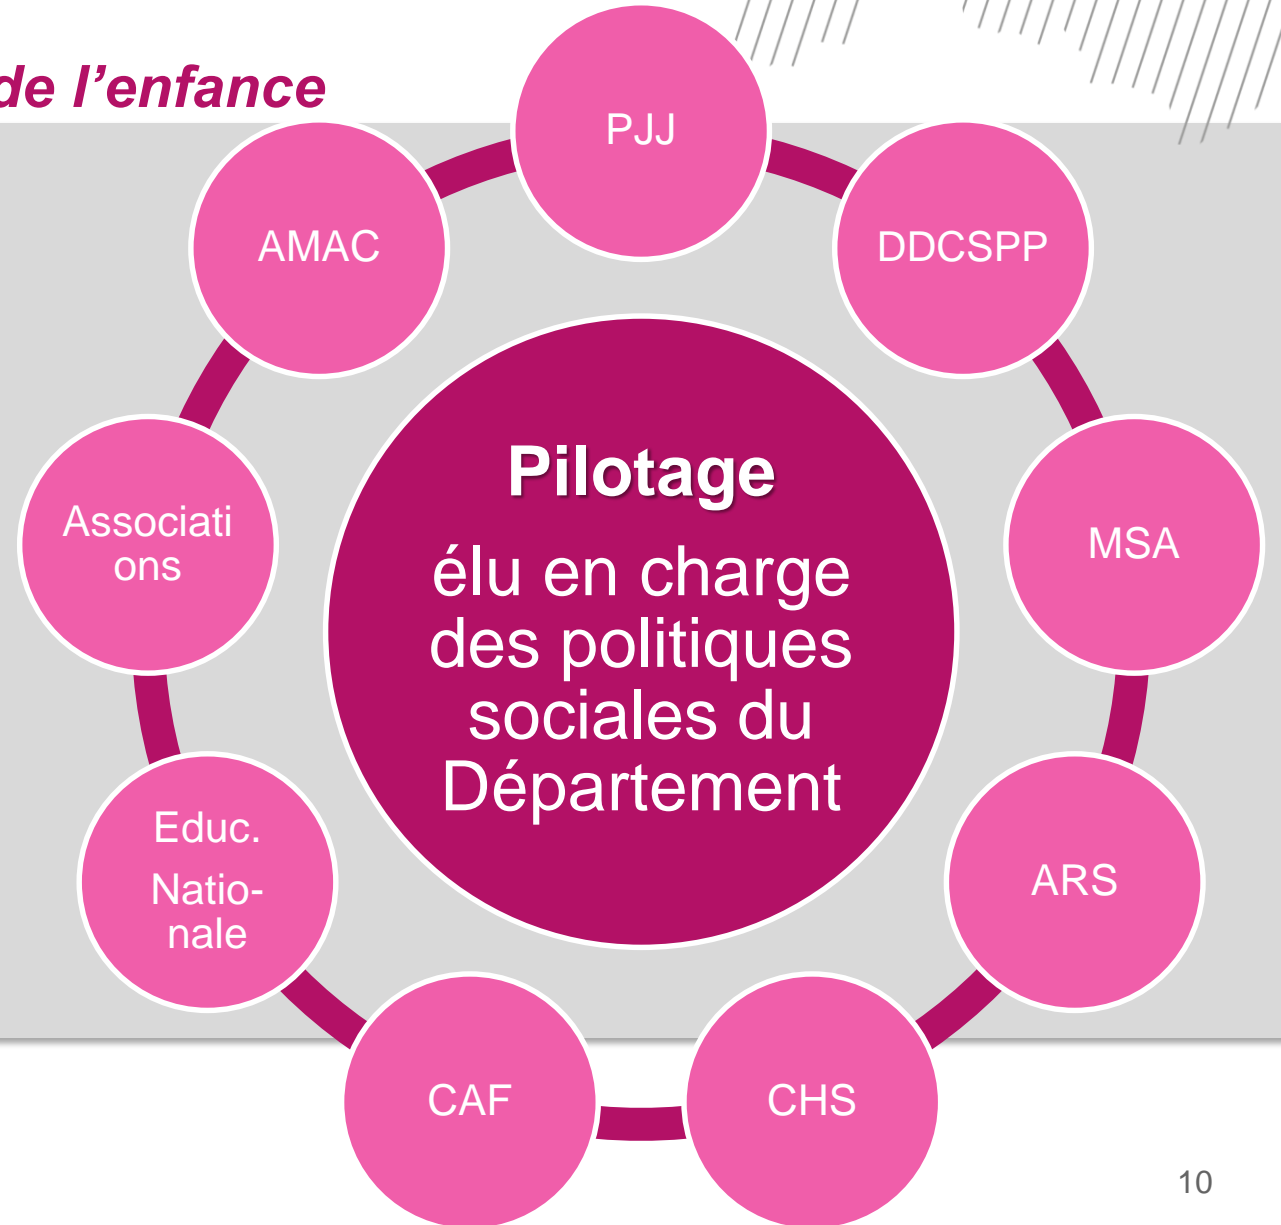 de l’enfance
PJJ
AMAC
DDCSPP
Associati
ons
MSA
Pilotage
élu en charge
des politiques
sociales du
Département
Educ.
Natio-
nale
ARS
CAF
CHS
10